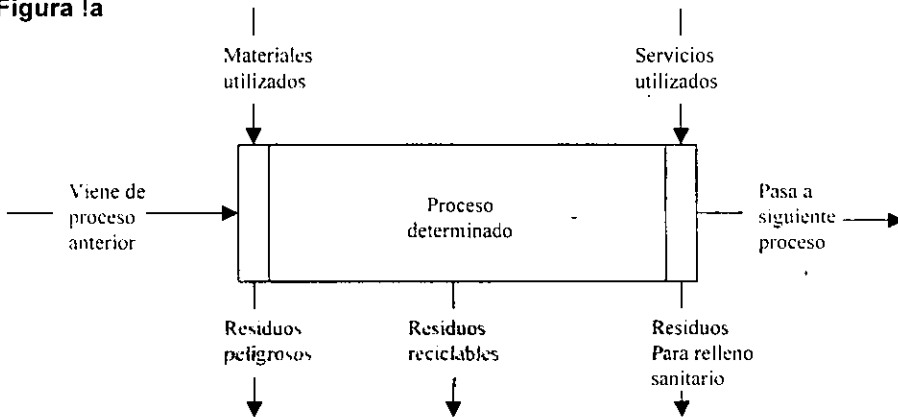 Figura !a
Materiales
utilizados
Servicios
utilizados
Viene de
proceso
anterior
Proceso
determinado
Pasa a
siguiente
proceso
Residuos
peligrosos
Residuos
reciclables
Residuos
Para relleno
sanitario